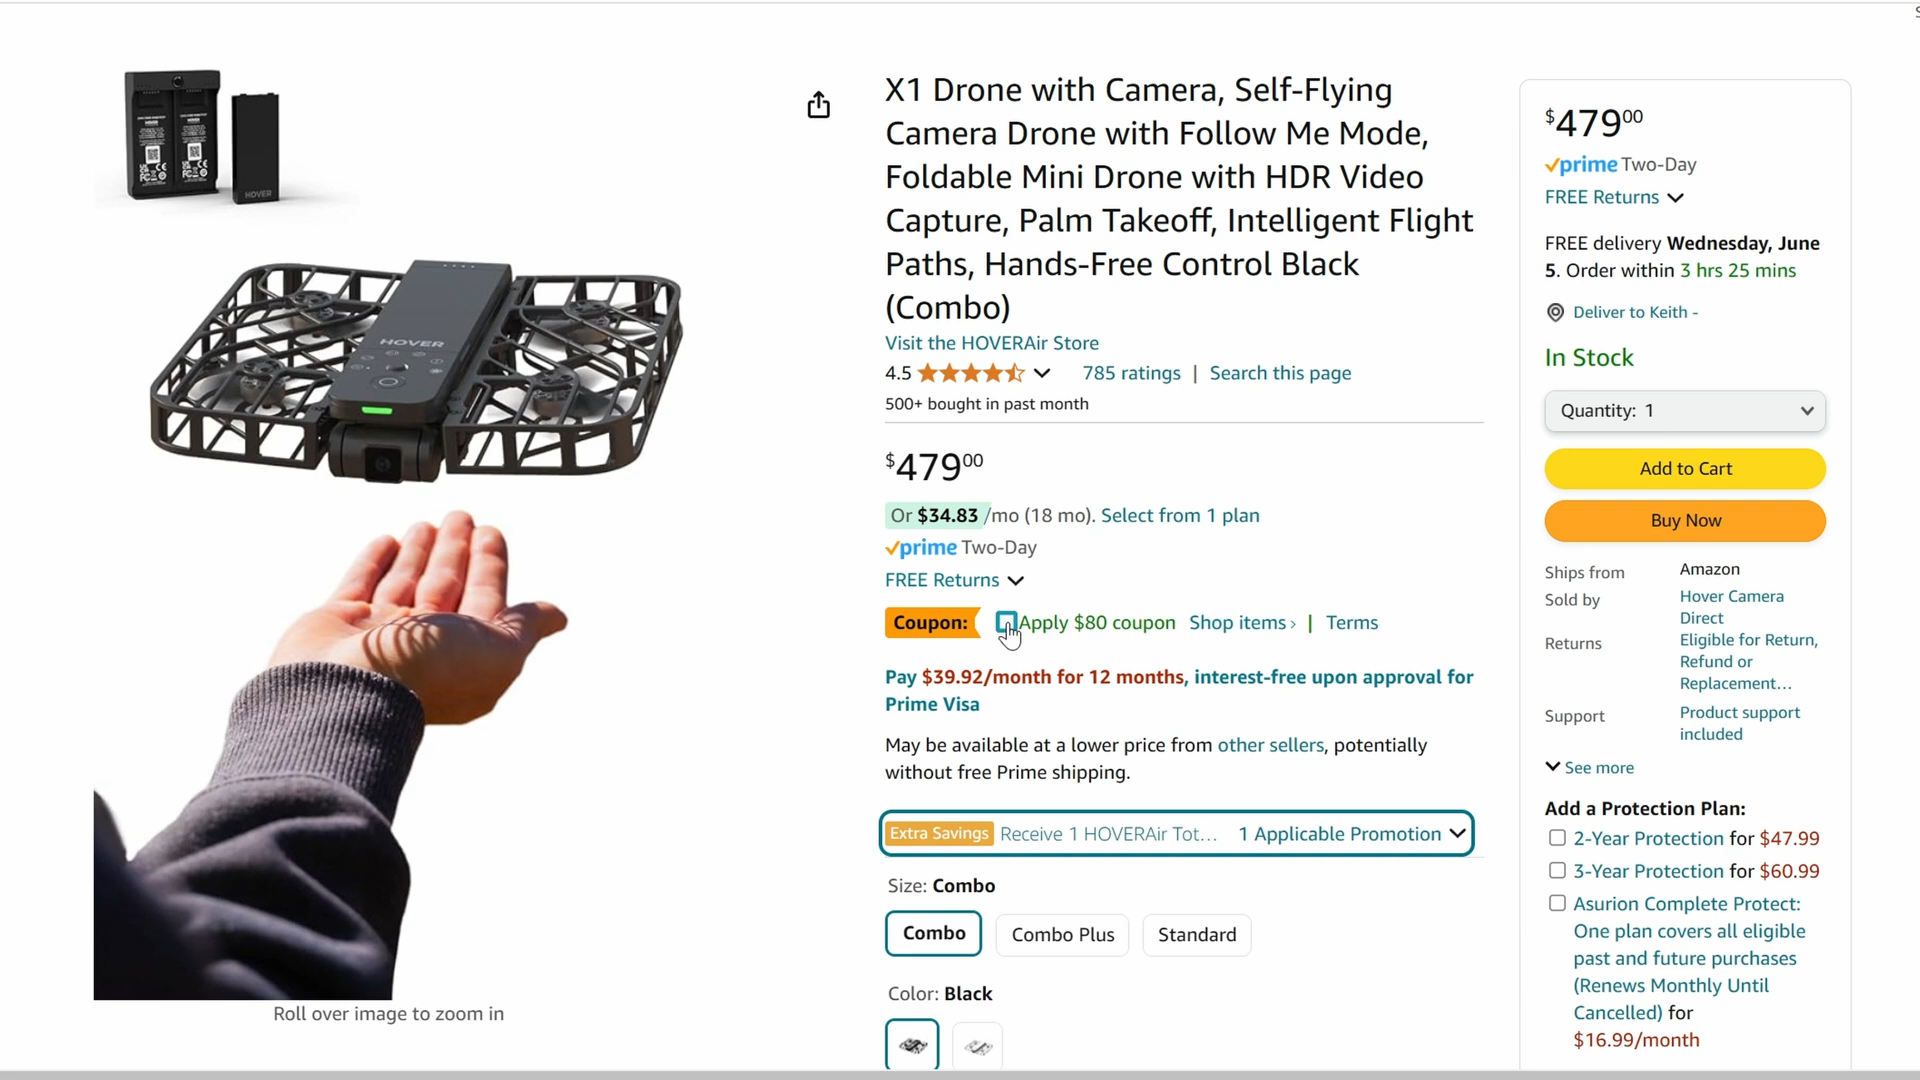 X1 Drone with Camera, Self-Flying
Camera Drone with Follow Me Mode,
Foldable Mini Drone with HDR Video
Capture, Palm Takeoff, Intelligent Flight
Paths, Hands-Free Control Black
(Combo)
Visit the HOVERAir Store
4.5 785 ratings | Search this page
500+ bought in past month
$47900
Or $34.83 /mo (18 mo). Select from 1 plan
prime Two-Day
FREE Returns
Coupon: Apply $80 coupon Shop items › | Terms
Pay $39.92/month for 12 months, interest-free upon approval for
Prime Visa
May be available at a lower price from other sellers, potentially
without free Prime shipping.
Extra Savings Receive 1 HOVERAir Tot... 1 Applicable Promotion
Size: Combo
Combo Combo Plus Standard
Color: Black
HOVER
HOVER
Roll over image to zoom in
$47900
prime Two-Day
FREE Returns
FREE delivery Wednesday, June
5. Order within 3 hrs 25 mins
Deliver to Keith -
In Stock
Quantity: 1
Add to Cart
Buy Now
Ships from Amazon
Sold by Hover Camera
Direct
Returns Eligible for Return,
Refund or
Replacement...
Support Product support
included
See more
Add a Protection Plan:
2-Year Protection for $47.99
3-Year Protection for $60.99
Asurion Complete Protect:
One plan covers all eligible
past and future purchases
(Renews Monthly Until
Cancelled) for
$16.99/month